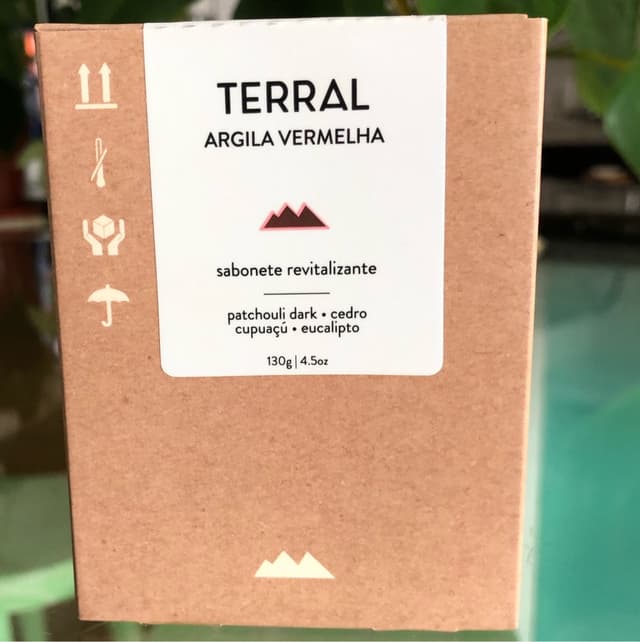 TERRAL
ARGILA VERMELHA
sabonete revitalizante
patchouli dark • cedro
cupuaçú • eucalipto
130g | 4.5oz